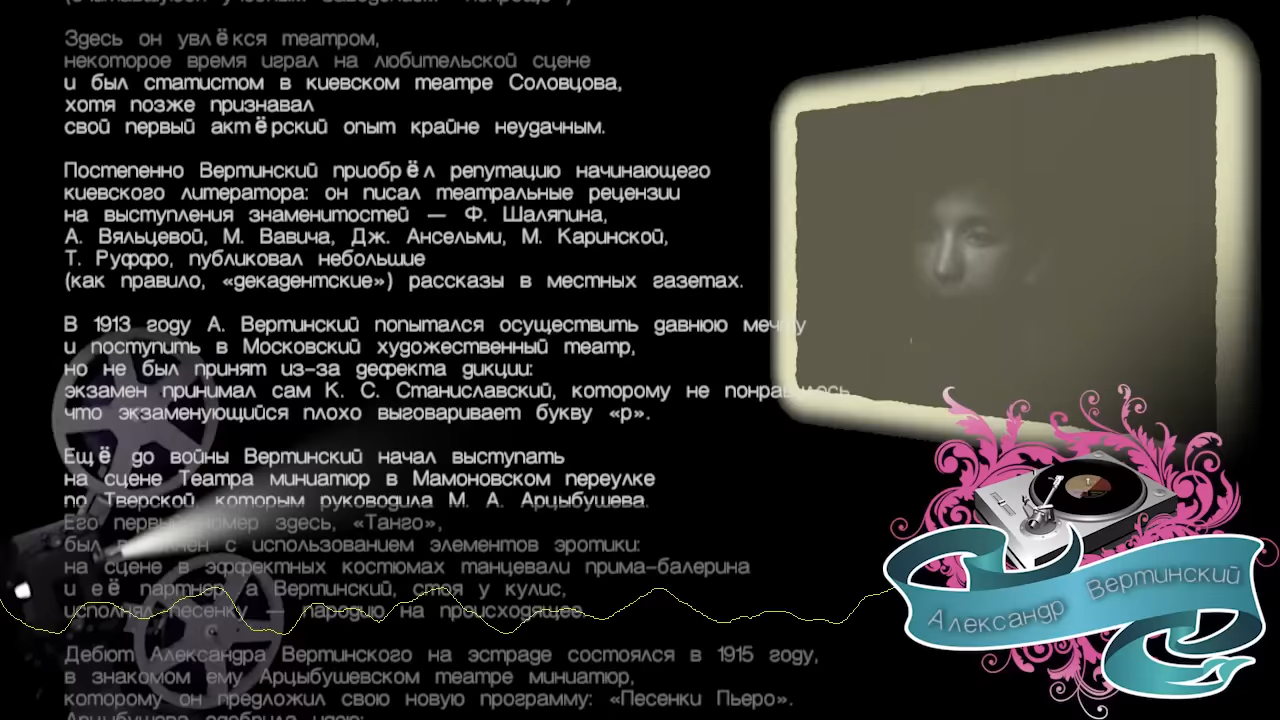 Здесь он увлёкся театром,
некоторое время играл на любительской сцене
и был статистом в киевском театре Соловцова,
хотя позже признавал
свой первый актёрский опыт крайне неудачным.
Постепенно Вертинский приобрёл репутацию начинающего
киевского литератора: он писал театральные рецензии
на выступления знаменитостей — Ф. Шаляпина,
А. Вяльцевой, М. Вавича, Дж. Ансельми, М. Каринской,
Т. Руффо, публиковал небольшие
(как правило, «декадентские») рассказы в местных газетах.
В 1913 году А. Вертинский попытался осуществить давнюю мечту
и поступить в Московский художественный театр,
но не был принят из-за дефекта дикции:
экзамен принимал сам К. С. Станиславский, которому не понравилось,
что экзаменующийся плохо выговаривает букву «р».
Ещё до войны Вертинский начал выступать
на сцене Театра миниатюр в Мамоновском переулке
по Тверской, которым руководила М. А. Арцыбушева.
Его первый номер здесь, «Танго»,
был с использованием элементов эротики:
на сцене в эффектных костюмах танцевали прима-балерина
и её партнёр, а Вертинский, стоя у кулис,
исполнял песенку — пародию на происходящее.
Дебют Александра Вертинского на эстраде состоялся в 1915 году,
в знакомом ему Арцыбушевском театре миниатюр,
которому он предложил свою новую программу: «Песенки Пьеро».
Арцыбушева одобрила идею:
Александр Вертинский